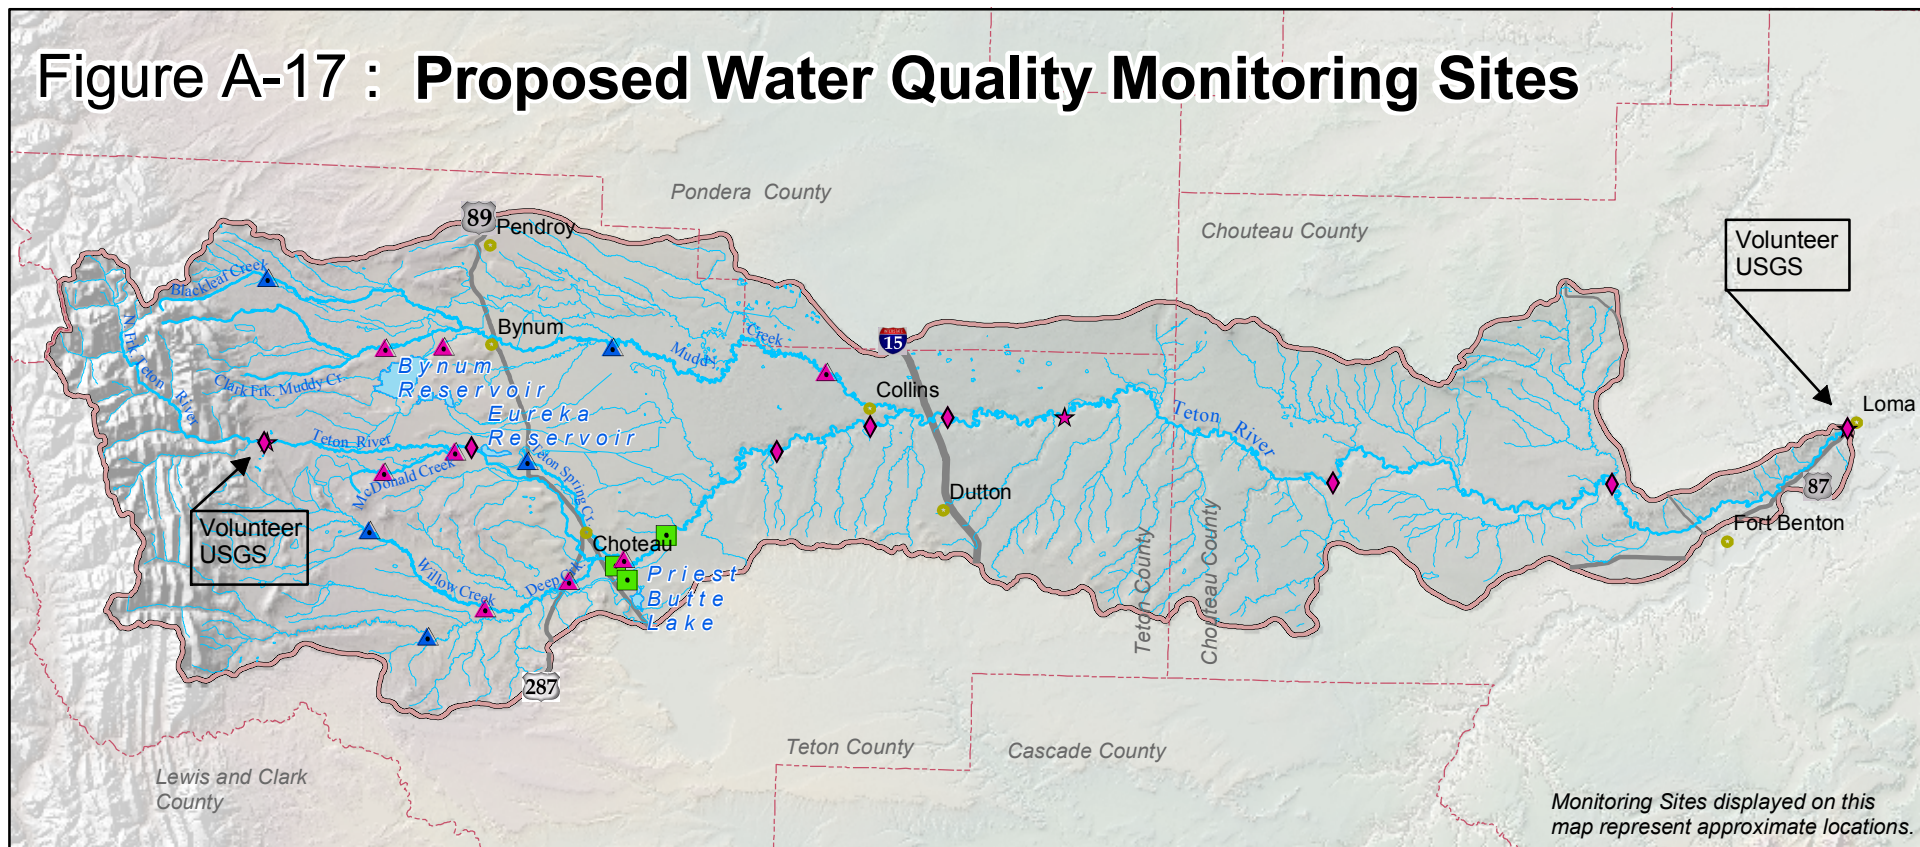 Figure A-17 : Proposed Water Quality Monitoring Sites
Pondera County
89
Pendroy
Chouteau County
Volunteer
USGS
Blackleaf Creek
N. Frk. Teton River
Bynum
Muddy Creek
15
Bynum
Reservoir
Clark Frk. Muddy Cr.
Collins
Eureka
Reservoir
Loma
Teton River
Teton River
McDonald Creek
Teton Spring Cr.
Dutton
87
Volunteer
USGS
Fort Benton
Choteau
Teton County
Chouteau County
Willow Creek
Deep Crk.
Priest
Butte
Lake
287
Teton County
Cascade County
Lewis and Clark
County
Monitoring Sites displayed on this
map represent approximate locations.